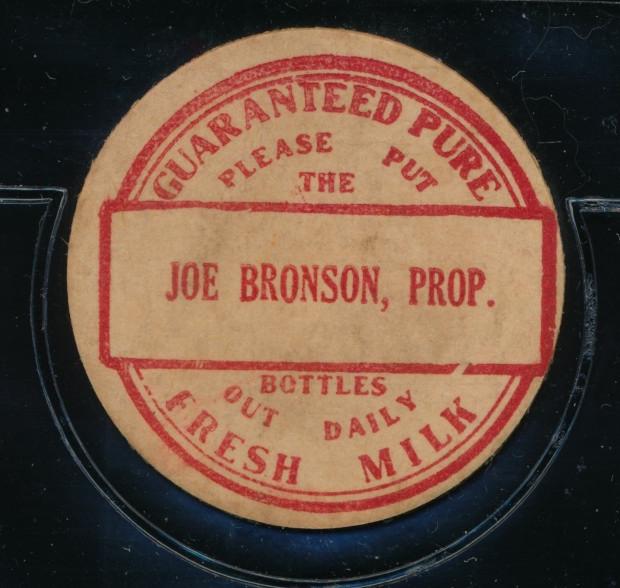 GUARANTEED PURE
PLEASE PUT
THE
JOE BRONSON, PROP.
BOTTLES
OUT DAILY
FRESH MILK